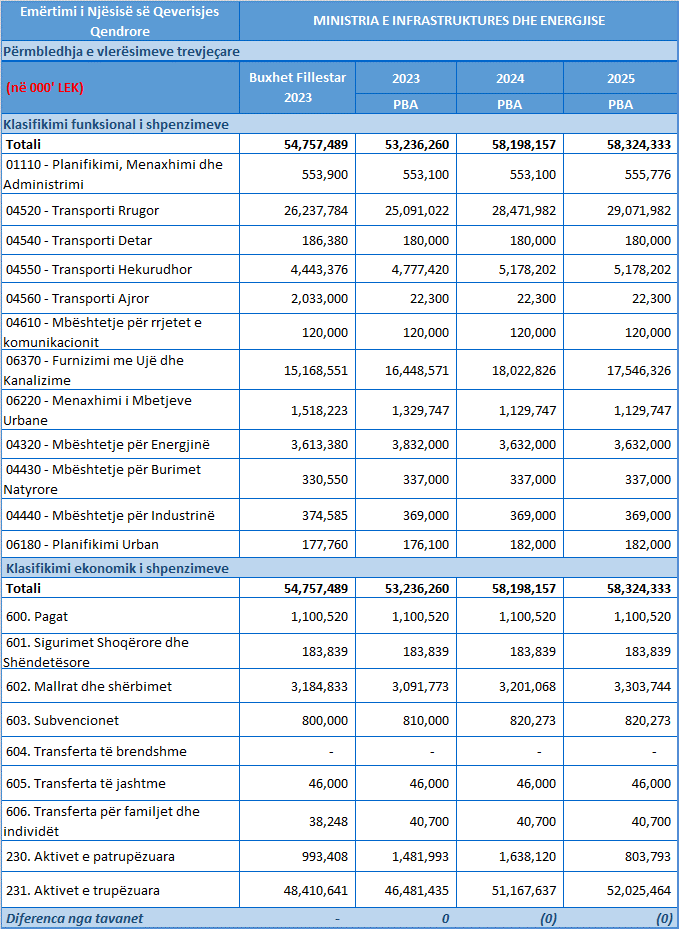 Emërtimi i Njësisë së Qeverisjes Qendrore MINISTRIA E INFRASTRUKTURES DHE ENERGJISE
Përmbledhja e vlerësimeve trevjeçare
(në 000' LEK) Buxhet Fillestar 2023 2023 2024 2025
PBA PBA PBA
Klasifikimi funksional i shpenzimeve
Totali 54,757,489 53,236,260 58,198,157 58,324,333
01110 - Planifikimi, Menaxhimi dhe Administrimi 553,900 553,100 553,100 555,776
04520 - Transporti Rrugor 26,237,784 25,091,022 28,471,982 29,071,982
04540 - Transporti Detar 186,380 180,000 180,000 180,000
04550 - Transporti Hekurudhor 4,443,376 4,777,420 5,178,202 5,178,202
04560 - Transporti Ajror 2,033,000 22,300 22,300 22,300
04610 - Mbështetje për rrjetet e komunikacionit 120,000 120,000 120,000 120,000
06370 - Furnizimi me Ujë dhe Kanalizime 15,168,551 16,448,571 18,022,826 17,546,326
06220 - Menaxhimi i Mbetjeve Urbane 1,518,223 1,329,747 1,129,747 1,129,747
04320 - Mbështetje për Energjinë 3,613,380 3,832,000 3,632,000 3,632,000
04430 - Mbështetje për Burimet Natyrore 330,550 337,000 337,000 337,000
04440 - Mbështetje për Industrinë 374,585 369,000 369,000 369,000
06180 - Planifikimi Urban 177,760 176,100 182,000 182,000
Klasifikimi ekonomik i shpenzimeve
Totali 54,757,489 53,236,260 58,198,157 58,324,333
600. Pagat 1,100,520 1,100,520 1,100,520 1,100,520
601. Sigurimet Shoqërore dhe Shëndetësore 183,839 183,839 183,839 183,839
602. Mallrat dhe shërbimet 3,184,833 3,091,773 3,201,068 3,303,744
603. Subvencionet 800,000 810,000 820,273 820,273
604. Transferta të brendshme - - - -
605. Transferta të jashtme 46,000 46,000 46,000 46,000
606. Transferta për familjet dhe individët 38,248 40,700 40,700 40,700
230. Aktivet e patrupëzuara 993,408 1,481,993 1,638,120 803,793
231. Aktivet e trupëzuara 48,410,641 46,481,435 51,167,637 52,025,464
Diferenca nga tavanet - 0 (0) (0)